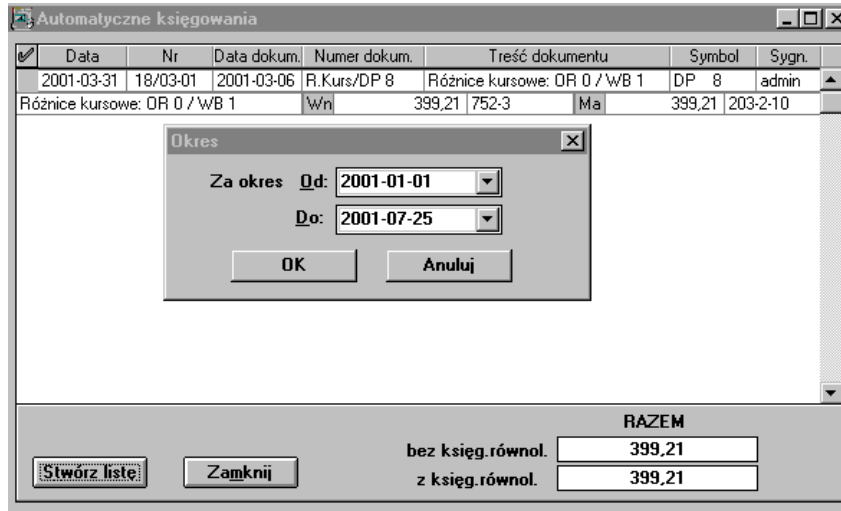 Automatyczne księgowania
Data Nr Data dokum. Numer dokum. Treść dokumentu Symbol Sygn.
2001-03-31 18/03-01 2001-03-06 R.Kurs/DP 8 Różnice kursowe: OR 0 / WB 1 DP 8 admin
Różnice kursowe: OR 0 / WB 1 Wn 399,21 752-3 Ma 399,21 203-2-10
Okres
Za okres Od: 2001-01-01
Do: 2001-07-25
OK Anuluj
RAZEM
bez księg.równol. 399,21
Stwórz listę Zamknij
z księg.równol. 399,21